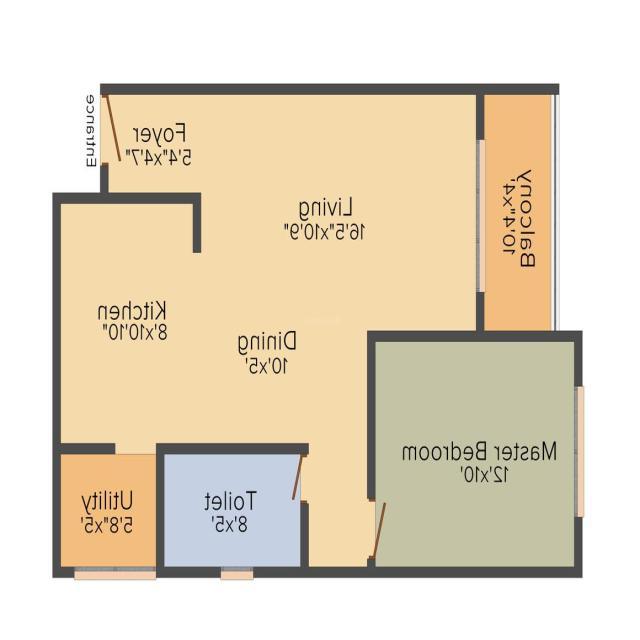 Entrance
Foyer
5'4"x4'7"
Living
16'5"x10'9"
Balcony
10'4"x4'
Kitchen
8'x10'10"
Dining
10'x5'
Master Bedroom
12'x10'
Utility
5'8"x5'
Toilet
8'x5'